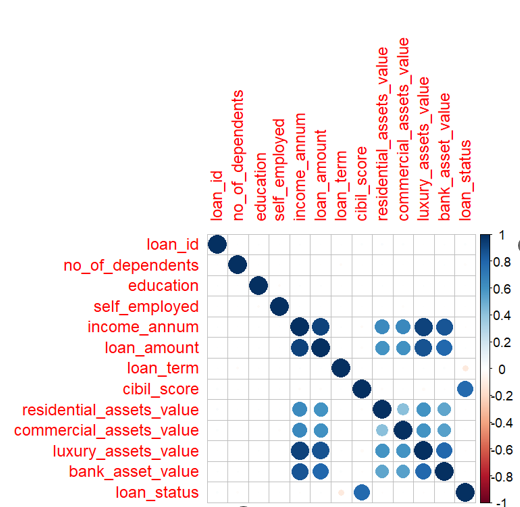 loan_id
no_of_dependents
education
self_employed
income_annum
loan_amount
loan_term
cibil_score
residential_assets_value
commercial_assets_value
luxury_assets_value
bank_asset_value
loan_status
loan_id
no_of_dependents
education
self_employed
income_annum
loan_amount
loan_term
cibil_score
residential_assets_value
commercial_assets_value
luxury_assets_value
bank_asset_value
loan_status
1
0.8
0.6
0.4
0.2
0
-0.2
-0.4
-0.6
-0.8
-1